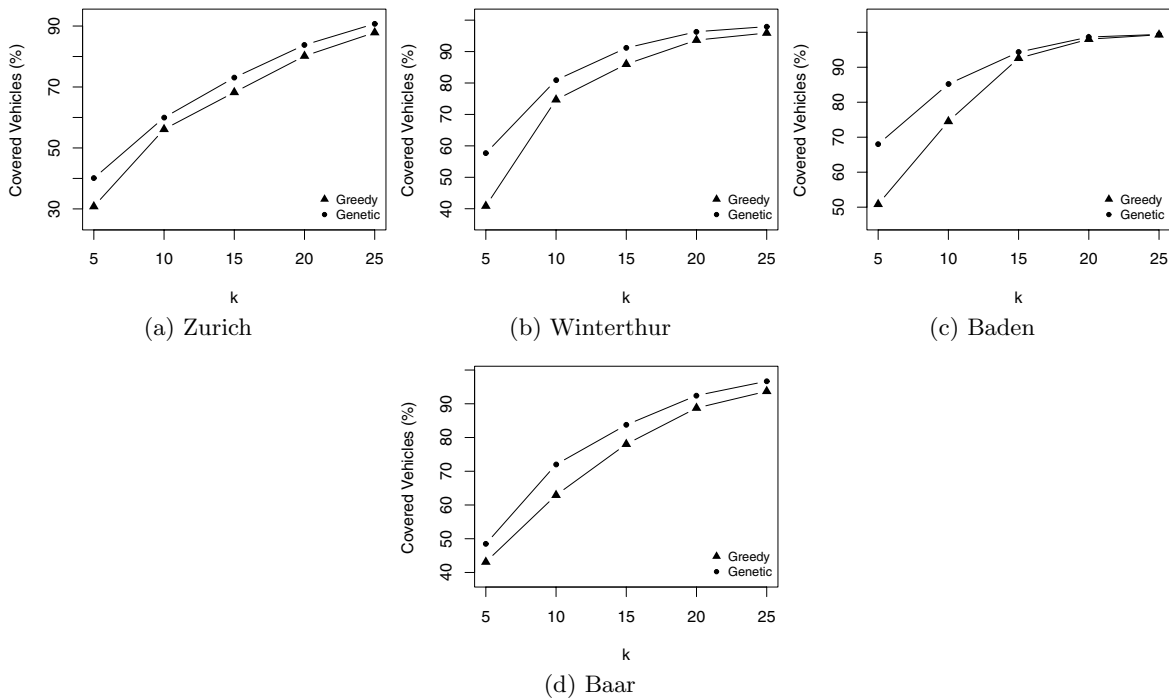 Covered Vehicles (%)
90
70
50
30
Greedy
Genetic
5 10 15 20 25
k
(a) Zurich
Covered Vehicles (%)
90
80
70
60
50
40
Greedy
Genetic
5 10 15 20 25
k
(b) Winterthur
Covered Vehicles (%)
90
80
70
60
50
Greedy
Genetic
5 10 15 20 25
k
(c) Baden
Covered Vehicles (%)
90
80
70
60
50
40
Greedy
Genetic
5 10 15 20 25
k
(d) Baar